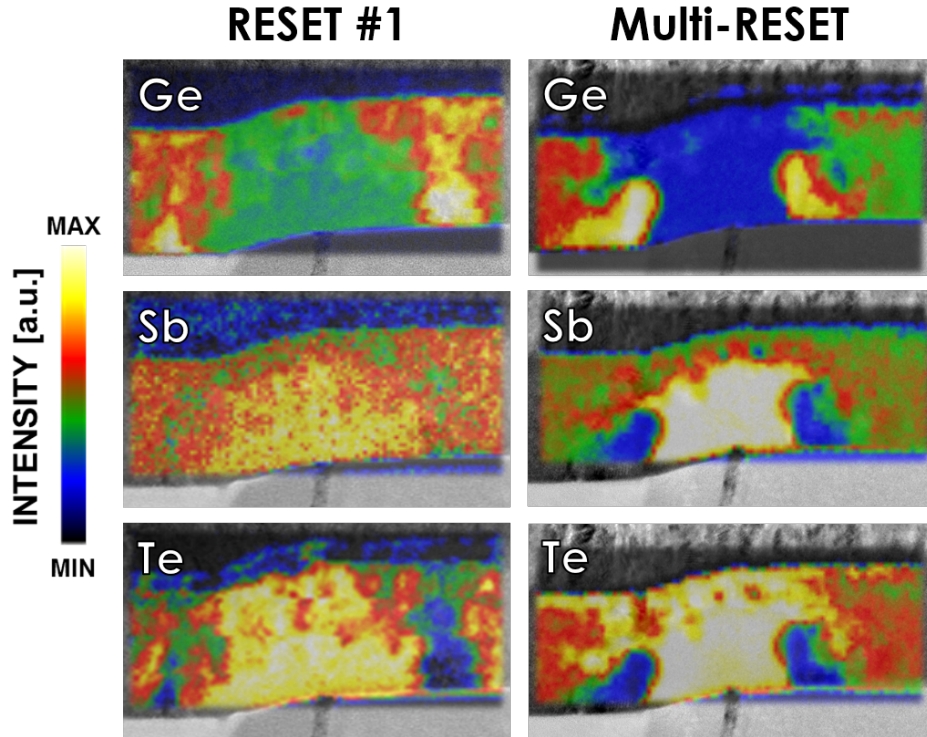 RESET #1
Multi-RESET
Ge
Ge
MAX
INTENSITY [a.u.]
MIN
Sb
Sb
Te
Te